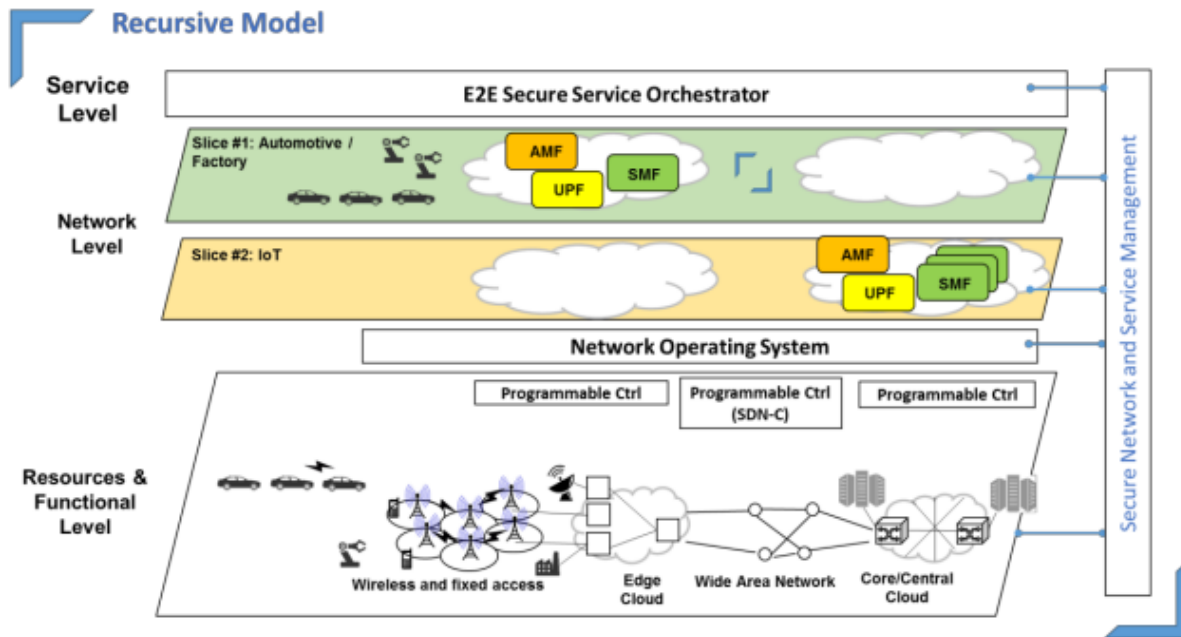 Recursive Model
Service
Level
E2E Secure Service Orchestrator
Slice #1: Automotive /
Factory
AMF
UPF
SMF
Network
Level
Slice #2: IoT
AMF
UPF
SMF
Network Operating System
Programmable Ctrl
Programmable Ctrl
(SDN-C)
Programmable Ctrl
Resources &
Functional
Level
Wireless and fixed access
Edge
Cloud
Wide Area Network
Core/Central
Cloud
Secure Network and Service Management